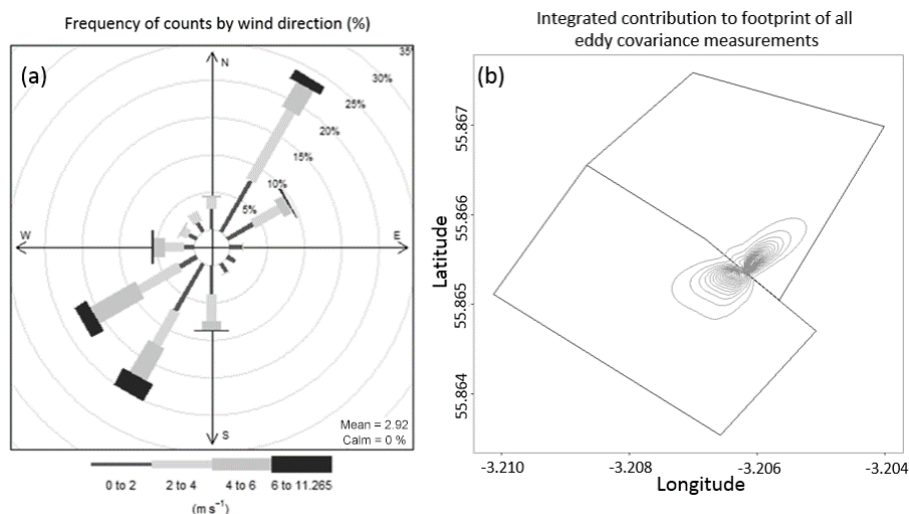 Frequency of counts by wind direction (%)
(a)
N
35
30%
25%
20%
15%
10%
5%
W
E
S
Mean = 2.92
Calm = 0 %
0 to 2
2 to 4
4 to 6
6 to 11.265
(m s⁻¹)
Integrated contribution to footprint of all
eddy covariance measurements
(b)
Latitude
55.867
55.866
55.865
55.864
-3.210
-3.208
-3.206
-3.204
Longitude